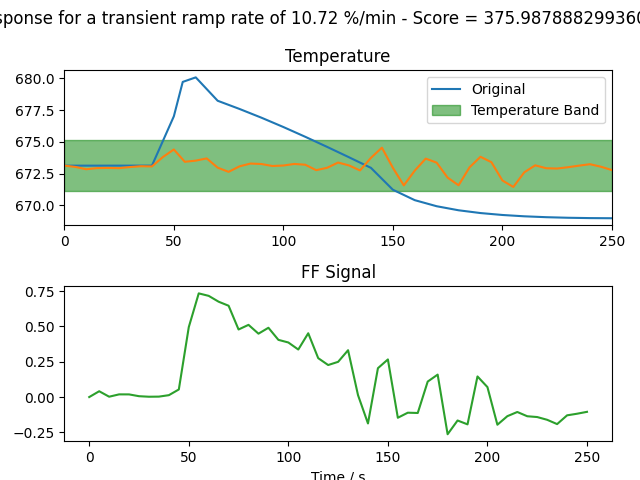 sponse for a transient ramp rate of 10.72 %/min - Score = 375.987888299360
Temperature
680.0
677.5
675.0
672.5
670.0
Original
Temperature Band
0 50 100 150 200 250
FF Signal
0.75
0.50
0.25
0.00
−0.25
0 50 100 150 200 250
Time / s